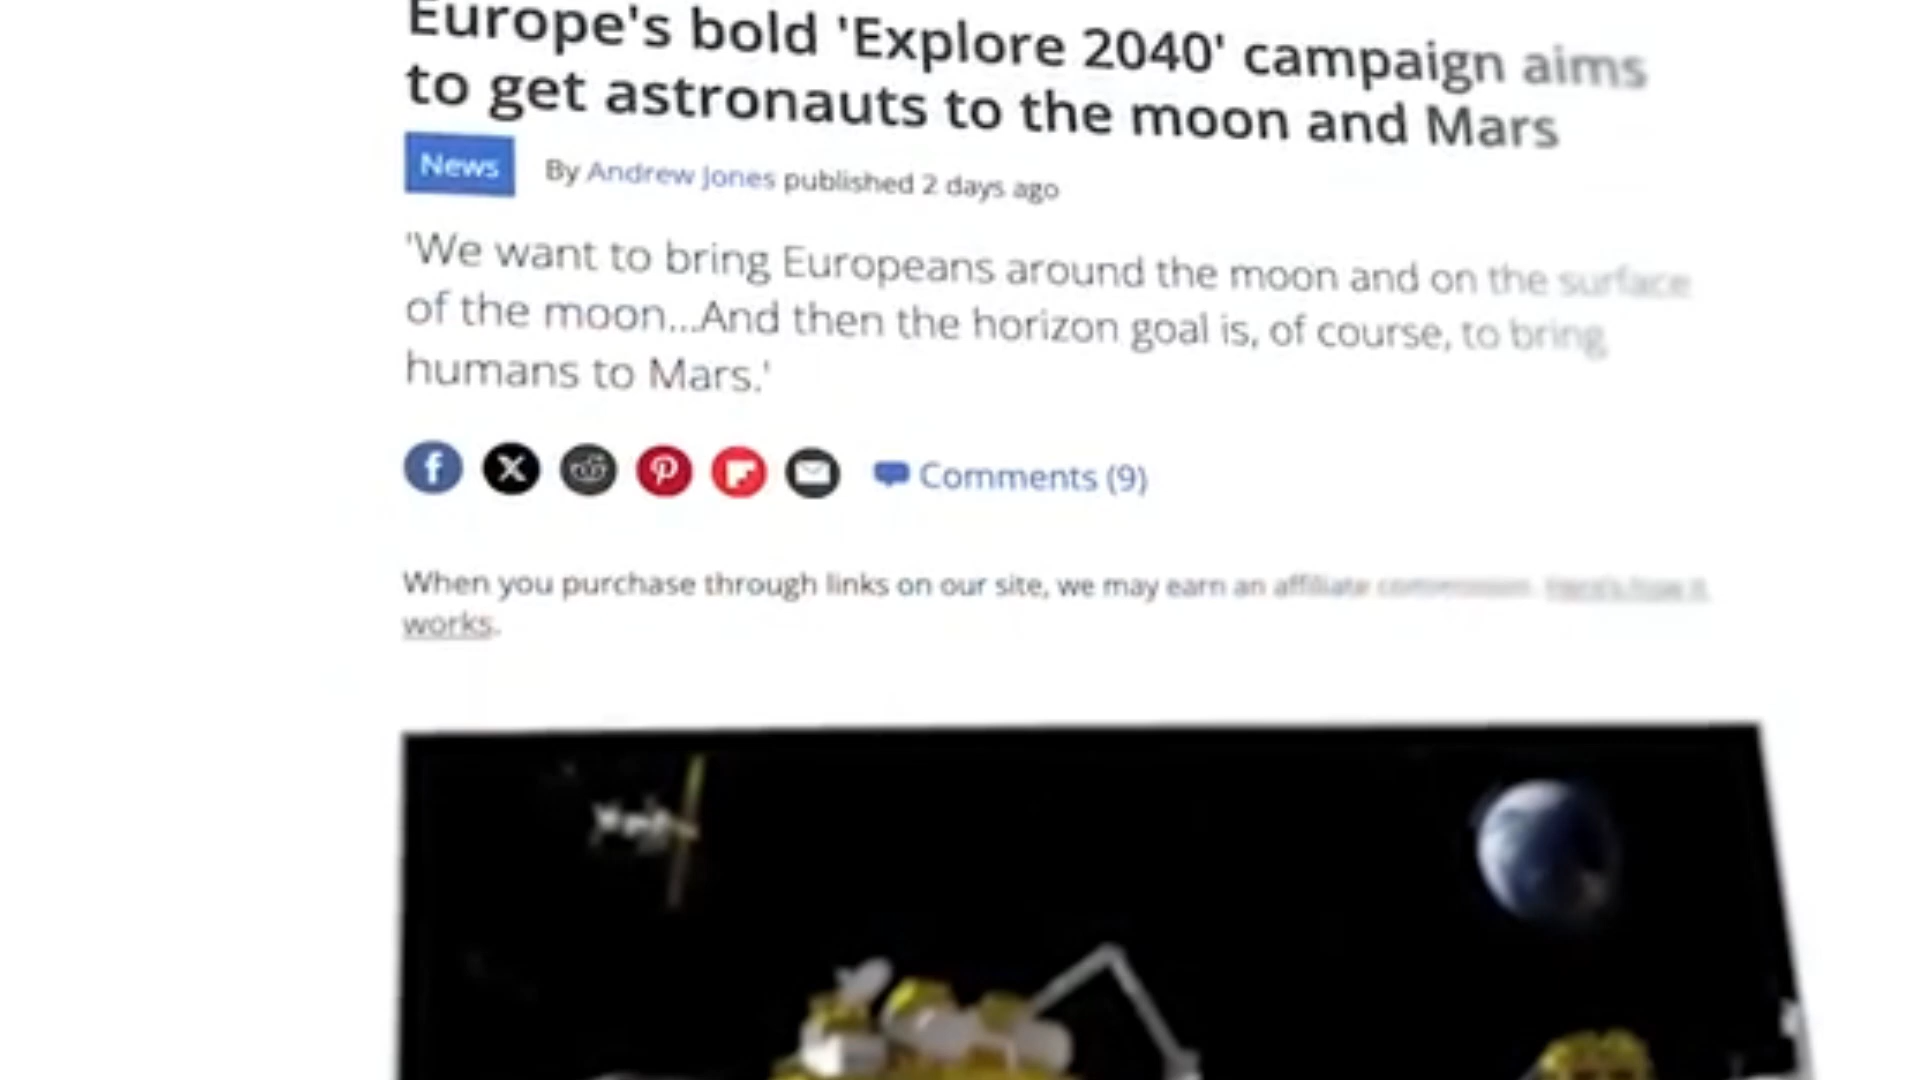 Europe's bold 'Explore 2040' campaign aims
to get astronauts to the moon and Mars
News By Andrew Jones published 2 days ago
'We want to bring Europeans around the moon and on the surface
of the moon...And then the horizon goal is, of course, to bring
humans to Mars.'
Comments (9)
When you purchase through links on our site, we may earn an affiliate commission. Here's how it
works.